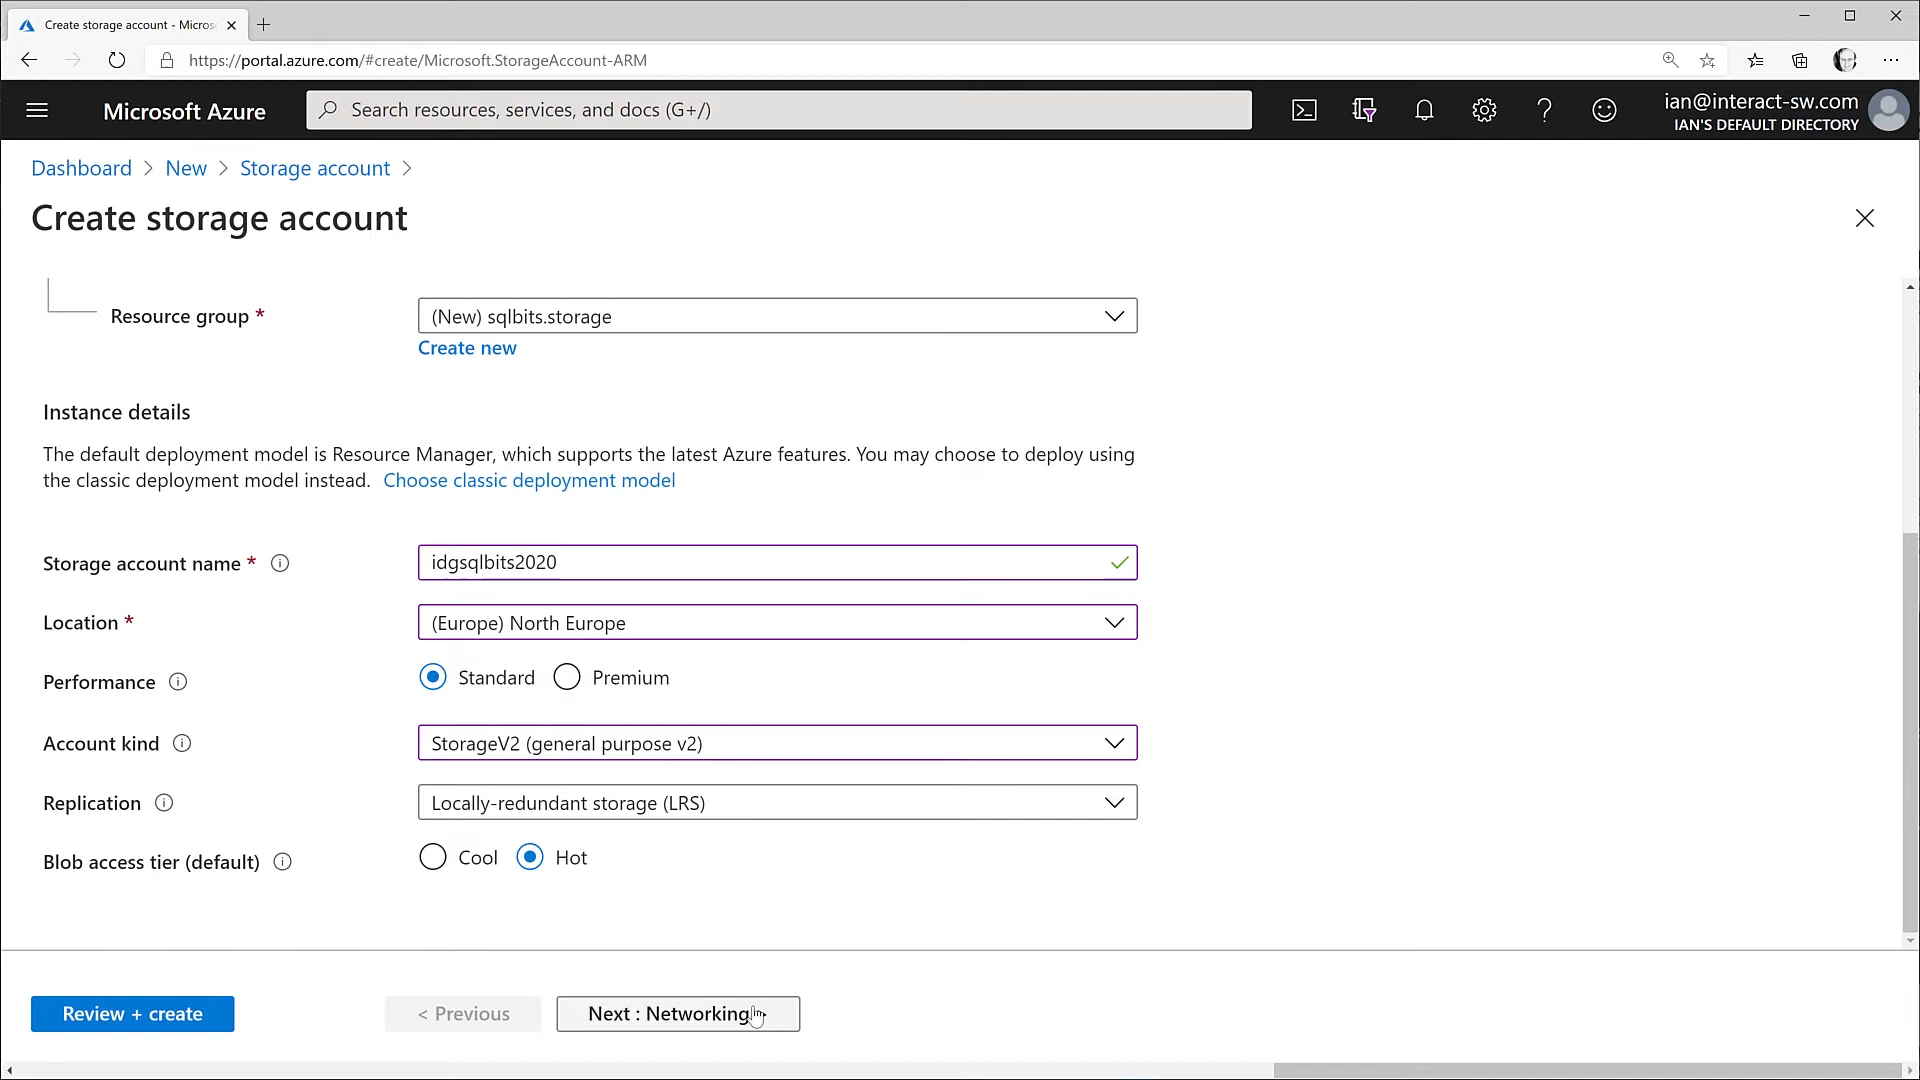 Create storage account - Micros
https://portal.azure.com/#create/Microsoft.StorageAccount-ARM
Microsoft Azure
Search resources, services, and docs (G+/)
ian@interact-sw.com
IAN'S DEFAULT DIRECTORY
Dashboard > New > Storage account >
Create storage account
Resource group *
(New) sqlbits.storage
Create new
Instance details
The default deployment model is Resource Manager, which supports the latest Azure features. You may choose to deploy using
the classic deployment model instead. Choose classic deployment model
Storage account name *
idgsqlbits2020
Location *
(Europe) North Europe
Performance
Standard Premium
Account kind
StorageV2 (general purpose v2)
Replication
Locally-redundant storage (LRS)
Blob access tier (default)
Cool Hot
Review + create
< Previous
Next : Networking >